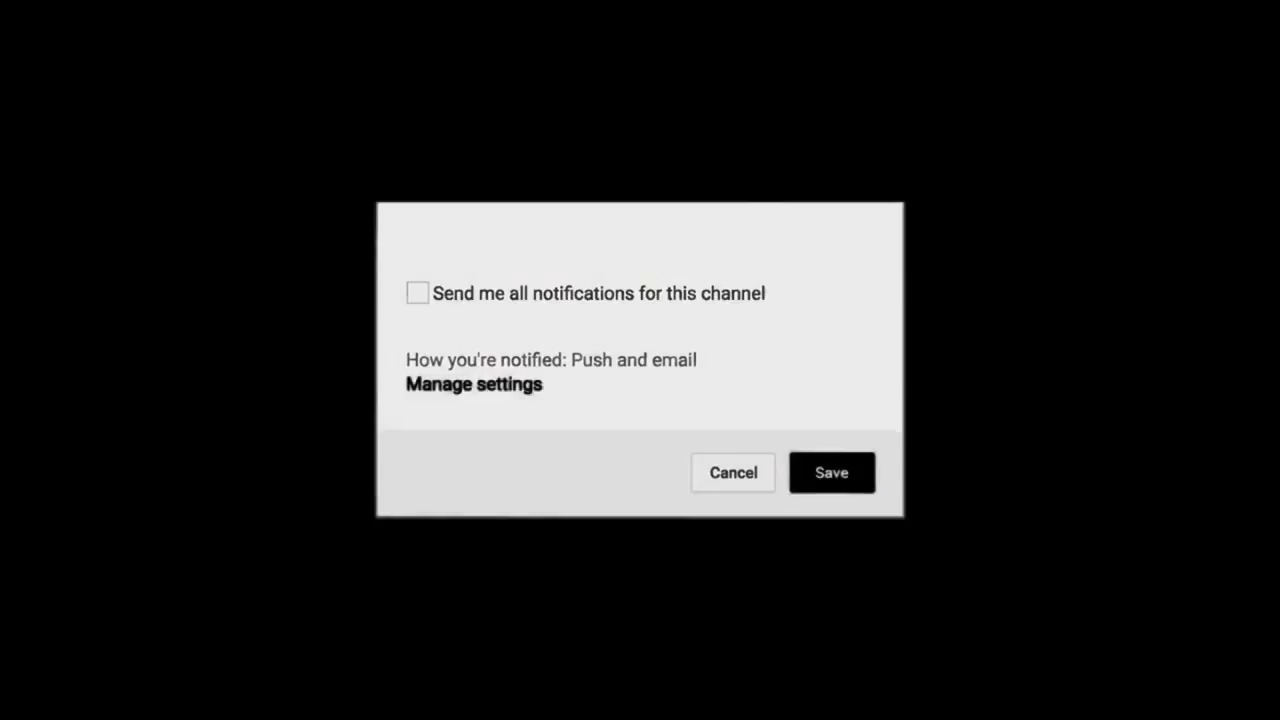 Send me all notifications for this channel
How you're notified: Push and email
Manage settings
Cancel Save